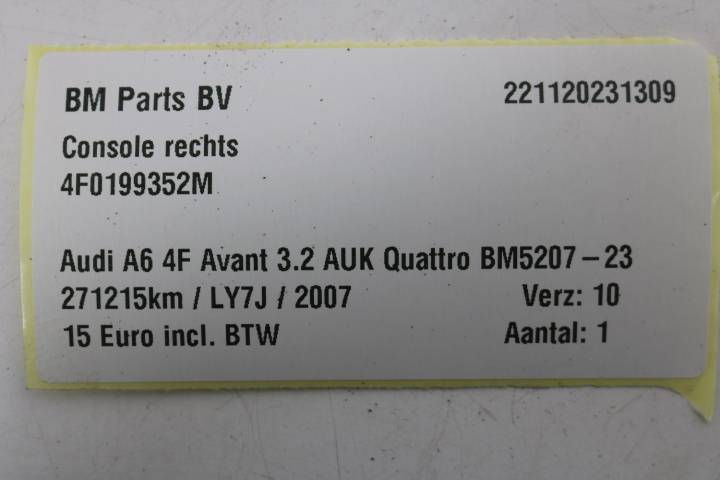 BM Parts BV 221120231309
Console rechts
4F0199352M
Audi A6 4F Avant 3.2 AUK Quattro BM5207-23
271215km / LY7J / 2007 Verz: 10
15 Euro incl. BTW Aantal: 1